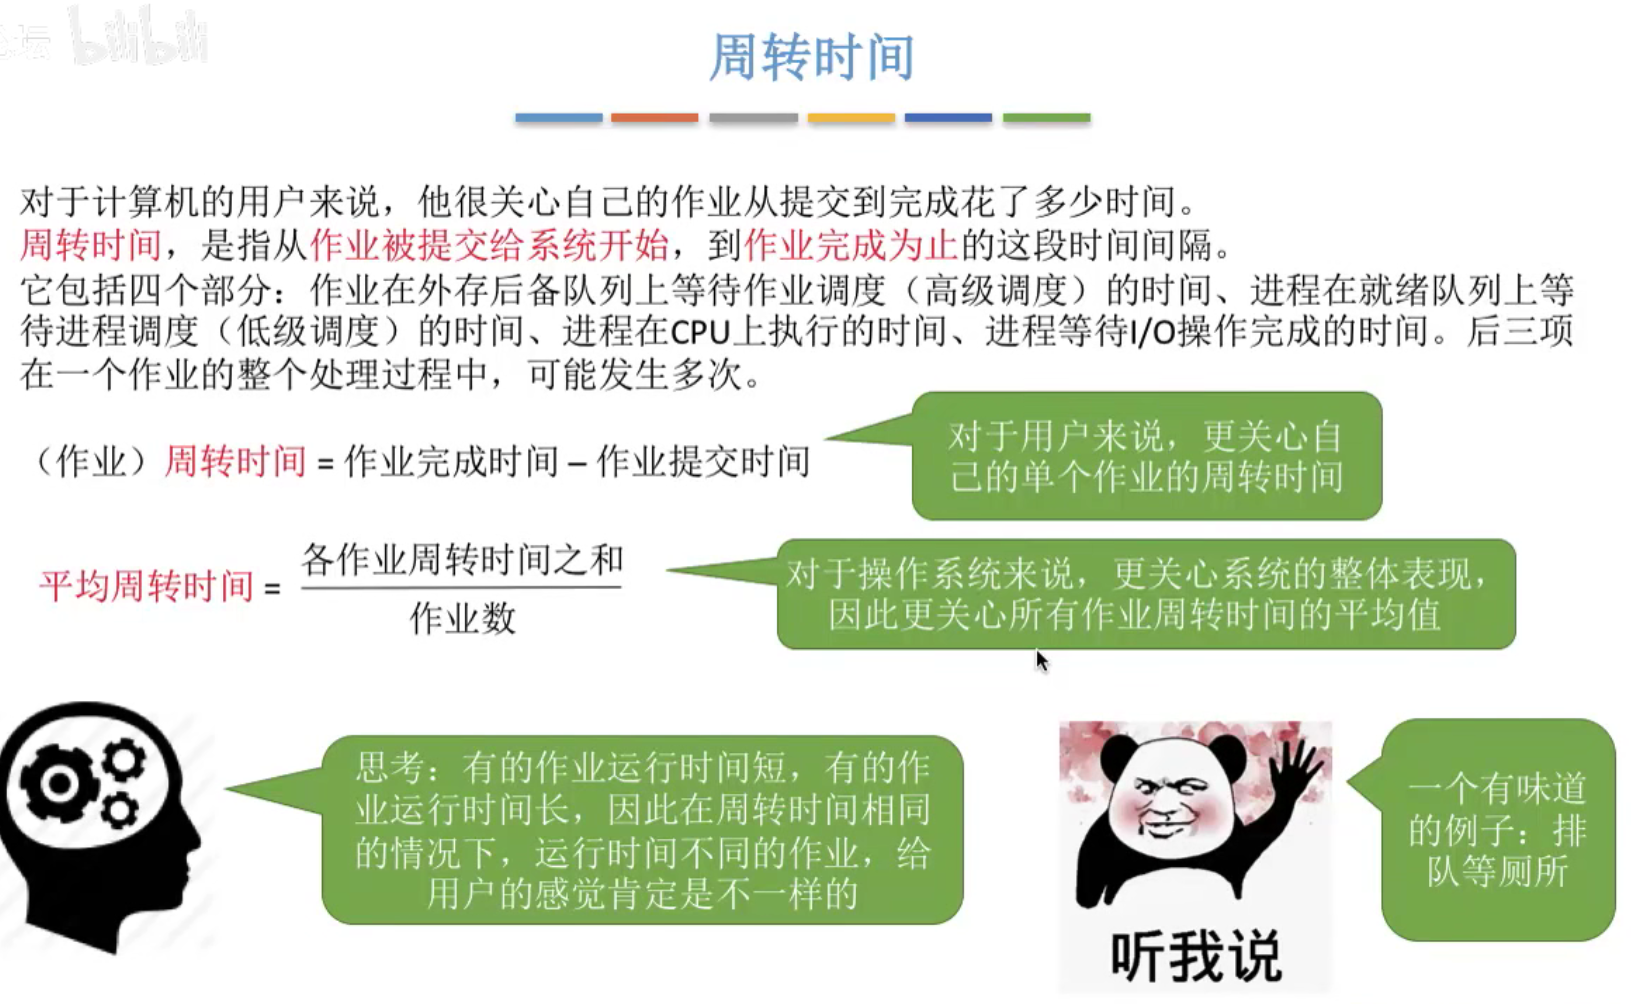 坛 bilibili
周转时间
对于计算机的用户来说，他很关心自己的作业从提交到完成花了多少时间。
周转时间，是指从作业被提交给系统开始，到作业完成为止的这段时间间隔。
它包括四个部分：作业在外存后备队列上等待作业调度（高级调度）的时间、进程在就绪队列上等
待进程调度（低级调度）的时间、进程在CPU上执行的时间、进程等待I/O操作完成的时间。后三项
在一个作业的整个处理过程中，可能发生多次。
（作业）周转时间 = 作业完成时间 – 作业提交时间
对于用户来说，更关心自
己的单个作业的周转时间
平均周转时间 =
各作业周转时间之和
作业数
对于操作系统来说，更关心系统的整体表现，
因此更关心所有作业周转时间的平均值
思考：有的作业运行时间短，有的作
业运行时间长，因此在周转时间相同
的情况下，运行时间不同的作业，给
用户的感觉肯定是不一样的
听我说
一个有味道
的例子：排
队等厕所